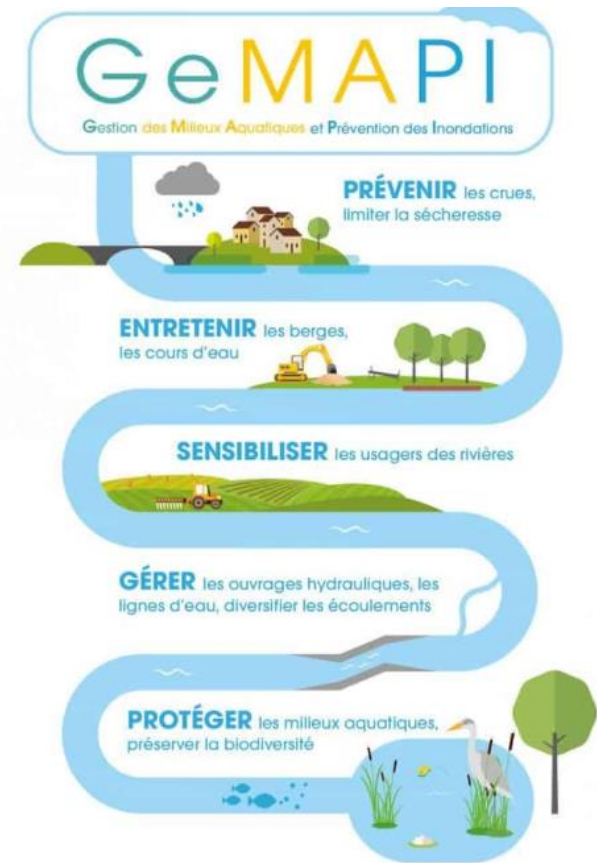 GeMAPI
Gestion des Milieux Aquatiques et Prévention des Inondations
PRÉVENIR les crues,
limiter la sécheresse
ENTRETENIR les berges,
les cours d'eau
SENSIBILISER les usagers des rivières
GÉRER les ouvrages hydrauliques, les
lignes d'eau, diversifier les écoulements
PROTÉGER les milieux aquatiques,
préserver la biodiversité